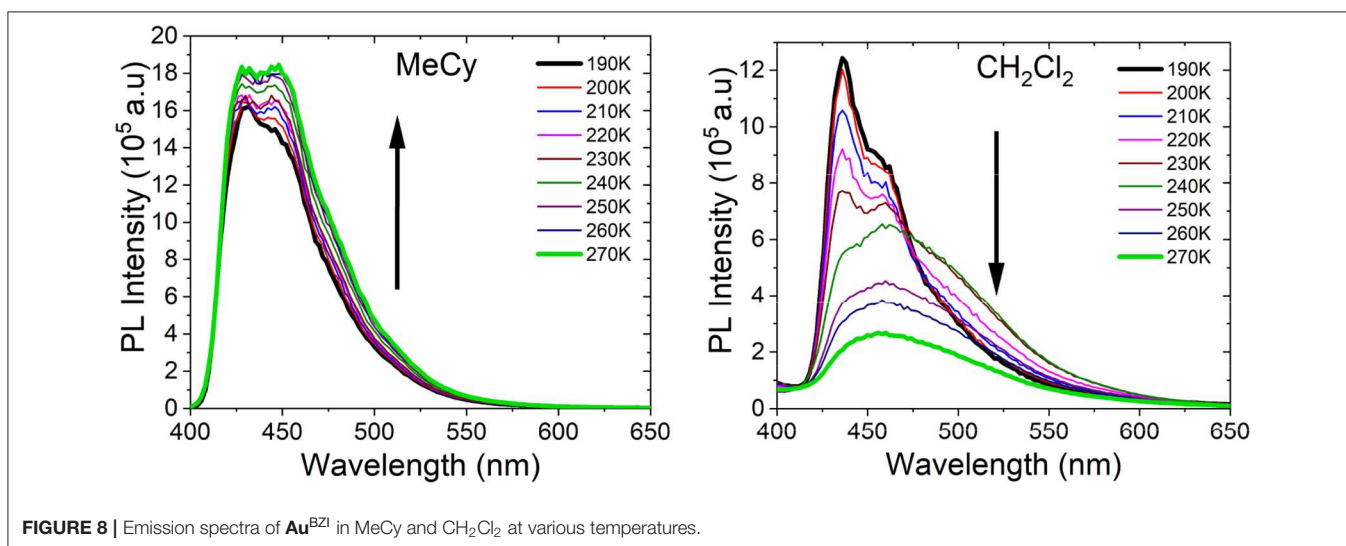 20
18
16
14
12
10
8
6
4
2
0
PL Intensity (10⁵ a.u)
MeCy
190K
200K
210K
220K
230K
240K
250K
260K
270K
400 450 500 550 600 650
Wavelength (nm)
12
10
8
6
4
2
0
PL Intensity (10⁵ a.u)
CH₂Cl₂
190K
200K
210K
220K
230K
240K
250K
260K
270K
400 450 500 550 600 650
Wavelength (nm)
FIGURE 8 | Emission spectra of Auᴮᶻᴵ in MeCy and CH₂Cl₂ at various temperatures.